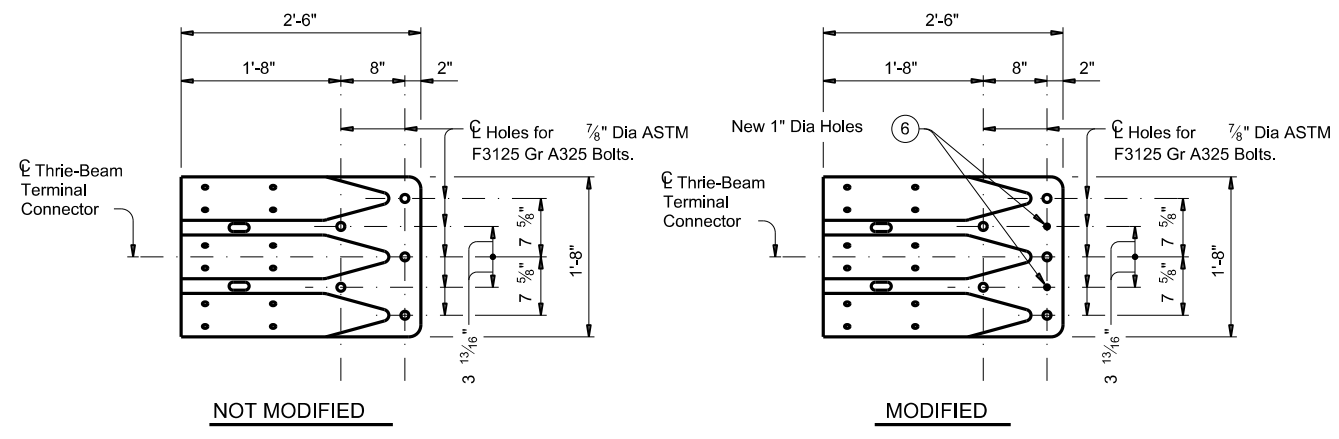 2'-6"
1'-8"
8"
2"
℄ Holes for ⅞" Dia ASTM
F3125 Gr A325 Bolts.
℄ Thrie-Beam
Terminal
Connector
7 ⅝"
7 ⅝"
1'-8"
3 13/16"
NOT MODIFIED
2'-6"
1'-8"
8"
2"
New 1" Dia Holes
6
℄ Holes for ⅞" Dia ASTM
F3125 Gr A325 Bolts.
℄ Thrie-Beam
Terminal
Connector
7 ⅝"
7 ⅝"
1'-8"
3 13/16"
MODIFIED